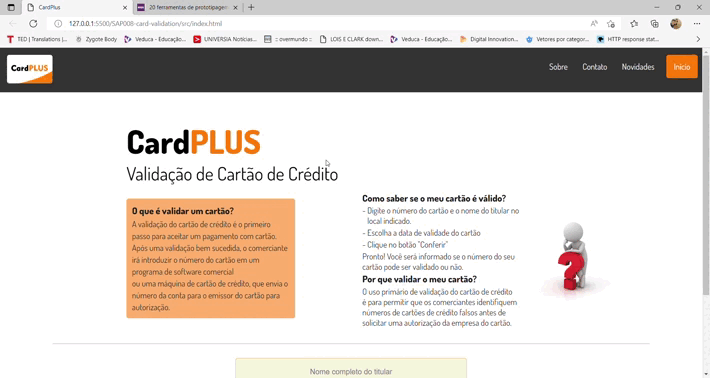 CardPlus
20 ferramentas de prototipagem
127.0.0.1:5500/SAP008-card-validation/src/index.html
TED | Translations |...
Zygote Body
Veduca - Educação...
UNIVERSIA Notícias...
:: overmundo ::
LOIS E CLARK down...
Veduca - Educação...
Digital Innovation...
Vetores por categor...
HTTP response stat...
CardPLUS
Sobre
Contato
Novidades
Início
CardPLUS
Validação de Cartão de Crédito
O que é validar um cartão?
A validação do cartão de crédito é o primeiro
passo para aceitar um pagamento com cartão.
Após uma validação bem sucedida, o comerciante
irá introduzir o número do cartão em um
programa de software comercial
ou uma máquina de cartão de crédito, que envia o
número da conta para o emissor do cartão para
autorização.
Como saber se o meu cartão é válido?
- Digite o número do cartão e o nome do titular no
local indicado.
- Escolha a data de validade do cartão
- Clique no botão "Conferir"
Pronto! Você será informado se o número do seu
cartão pode ser validado ou não.
Por que validar o meu cartão?
O uso primário de validação do cartão de crédito
é para permitir que os comerciantes identifiquem
números de cartões de crédito falsos antes de
solicitar uma autorização da empresa do cartão.
?
Nome completo do titular